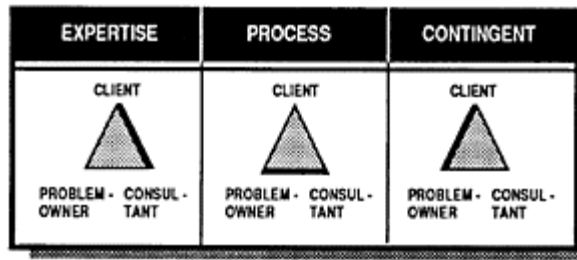 EXPERTISE PROCESS CONTINGENT
CLIENT CLIENT CLIENT
PROBLEM - CONSUL - PROBLEM - CONSUL - PROBLEM - CONSUL -
OWNER TANT OWNER TANT OWNER TANT